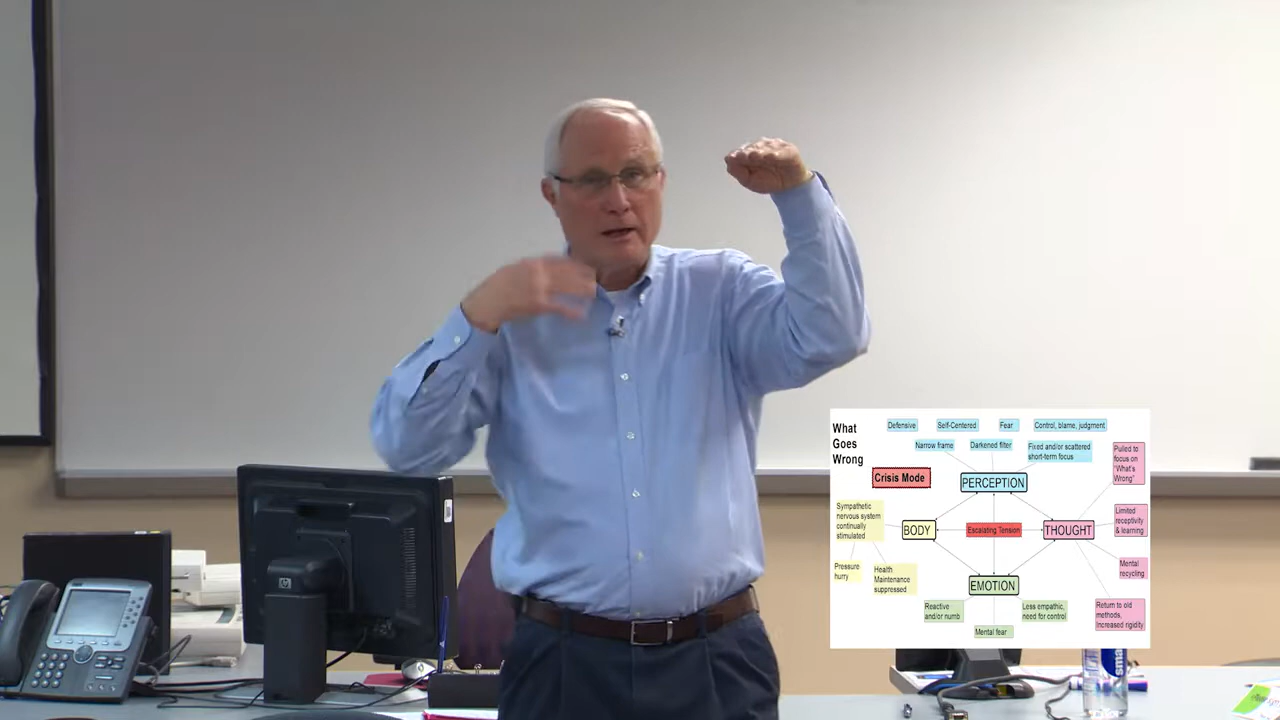 What
Goes
Wrong
Defensive
Self-Centered
Fear
Control, blame, judgment
Narrow frame
Darkened filter
Fixed and/or scattered
short-term focus
Pulled to
focus on
"What's
Wrong"
Crisis Mode
PERCEPTION
Sympathetic
nervous system
continually
stimulated
BODY
Escalating Tension
THOUGHT
Limited
receptivity
& learning
Pressure
hurry
Health
Maintenance
suppressed
EMOTION
Mental
recycling
Reactive
and/or numb
Less empathic,
need for control
Return to old
methods,
Increased rigidity
Mental fear
hp
smart